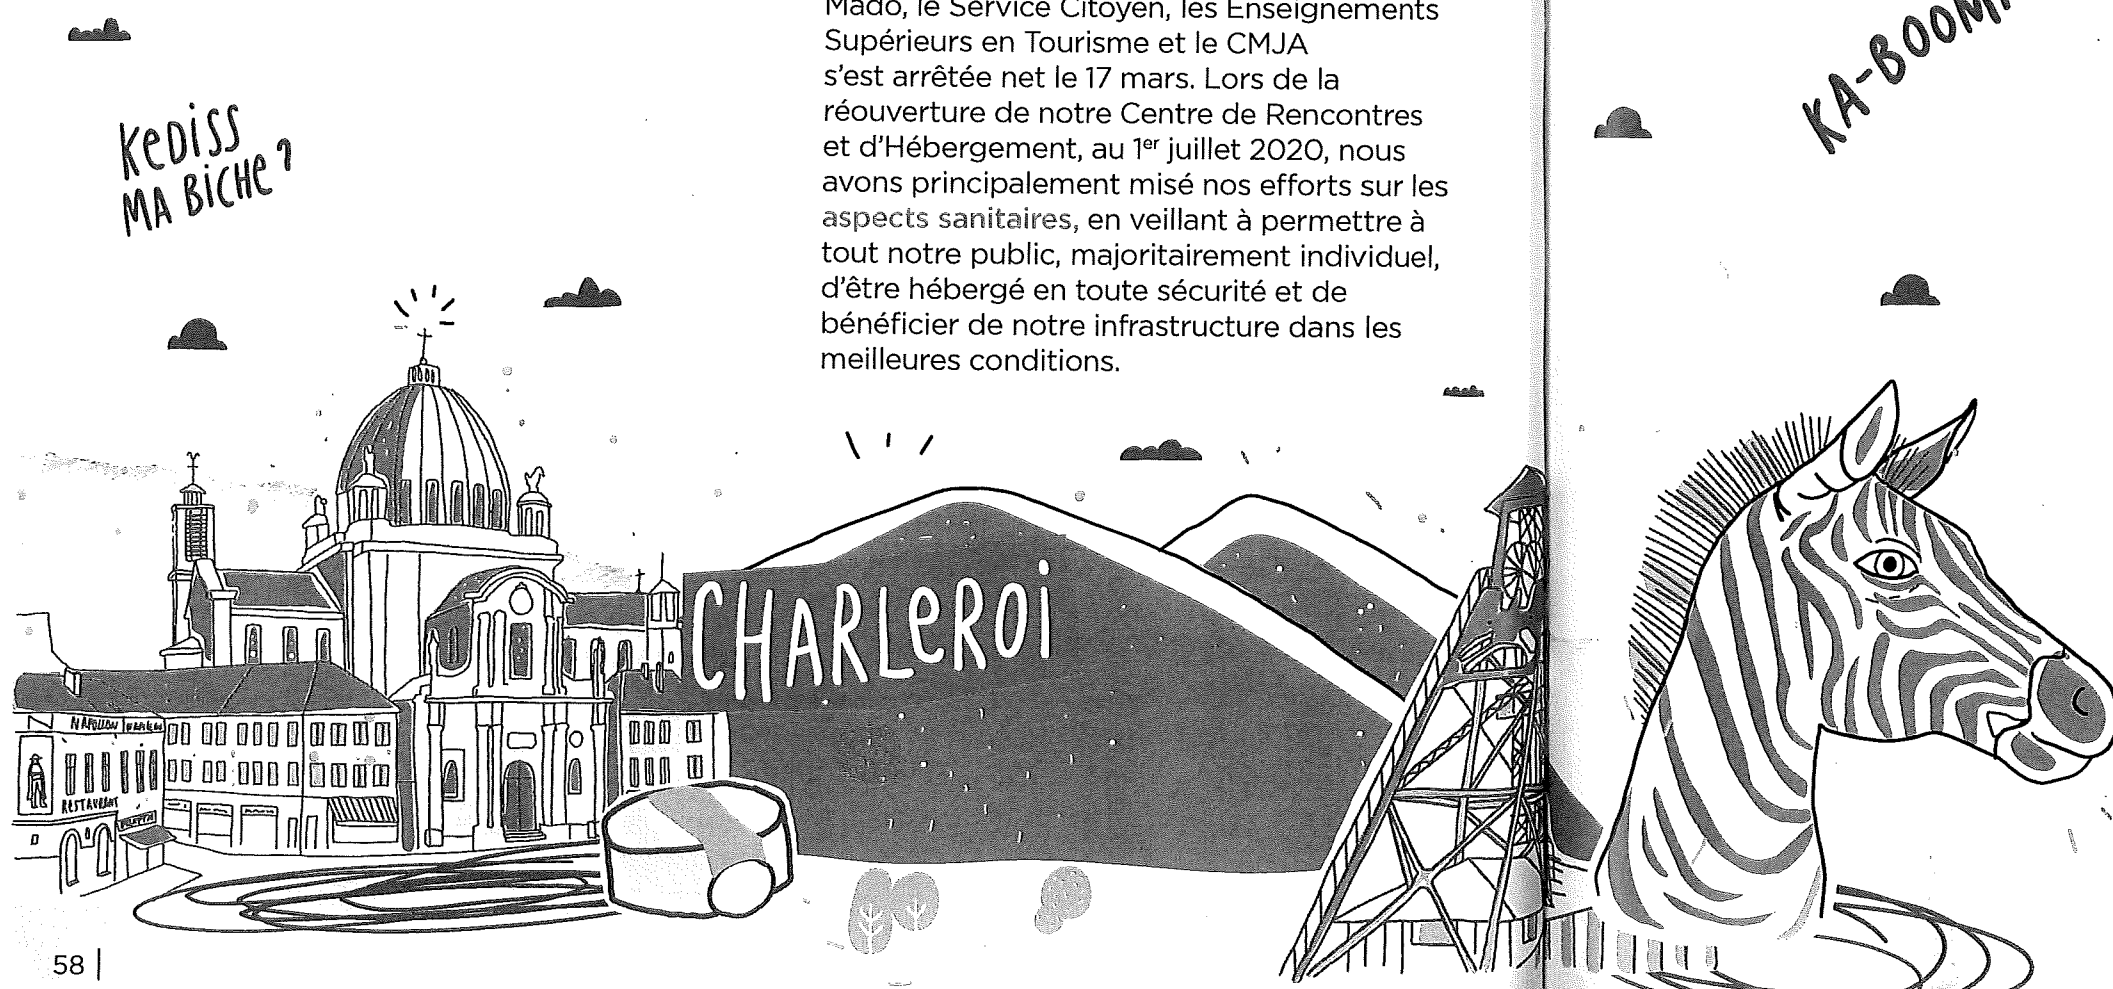 Mado, le Service Citoyen, les Enseignements
Supérieurs en Tourisme et le CMJA
s'est arrêtée net le 17 mars. Lors de la
réouverture de notre Centre de Rencontres
et d'Hébergement, au 1er juillet 2020, nous
avons principalement misé nos efforts sur les
aspects sanitaires, en veillant à permettre à
tout notre public, majoritairement individuel,
d'être hébergé en toute sécurité et de
bénéficier de notre infrastructure dans les
meilleures conditions.
KeDiSS
MA BiCHe ?
CHARLeROi
NAPOLEON
RESTAURANT
58